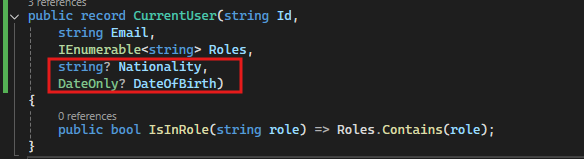 3 references
public record CurrentUser(string Id,
string Email,
IEnumerable<string> Roles,
string? Nationality,
DateOnly? DateOfBirth)
{
0 references
public bool IsInRole(string role) => Roles.Contains(role);
}